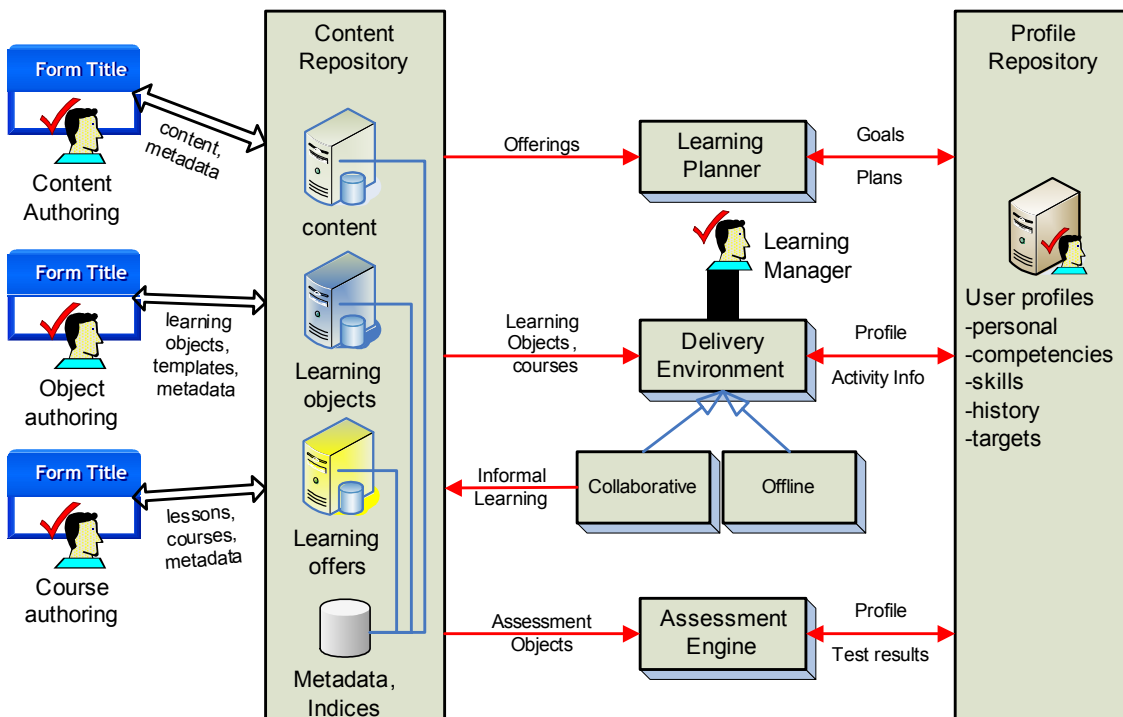 Form Title
content,
metadata
Content
Authoring
Form Title
learning
objects,
templates,
metadata
Object
authoring
Form Title
lessons,
courses,
metadata
Course
authoring
Content
Repository
content
Learning
objects
Learning
offers
Metadata,
Indices
Offerings
Learning
Objects,
courses
Informal
Learning
Assessment
Objects
Learning
Planner
Learning
Manager
Delivery
Environment
Collaborative
Offline
Assessment
Engine
Goals
Plans
Profile
Activity Info
Profile
Test results
Profile
Repository
User profiles
-personal
-competencies
-skills
-history
-targets